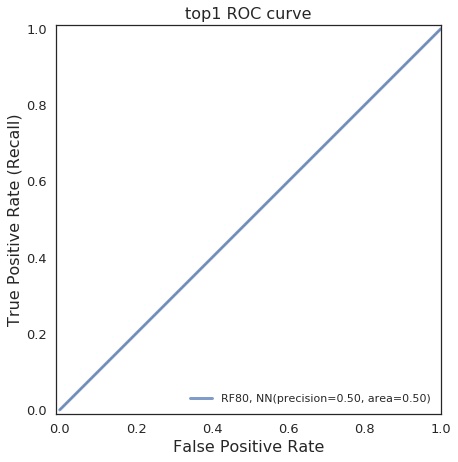 top1 ROC curve
1.0
0.8
0.6
0.4
0.2
0.0
True Positive Rate (Recall)
RF80, NN(precision=0.50, area=0.50)
0.0 0.2 0.4 0.6 0.8 1.0
False Positive Rate